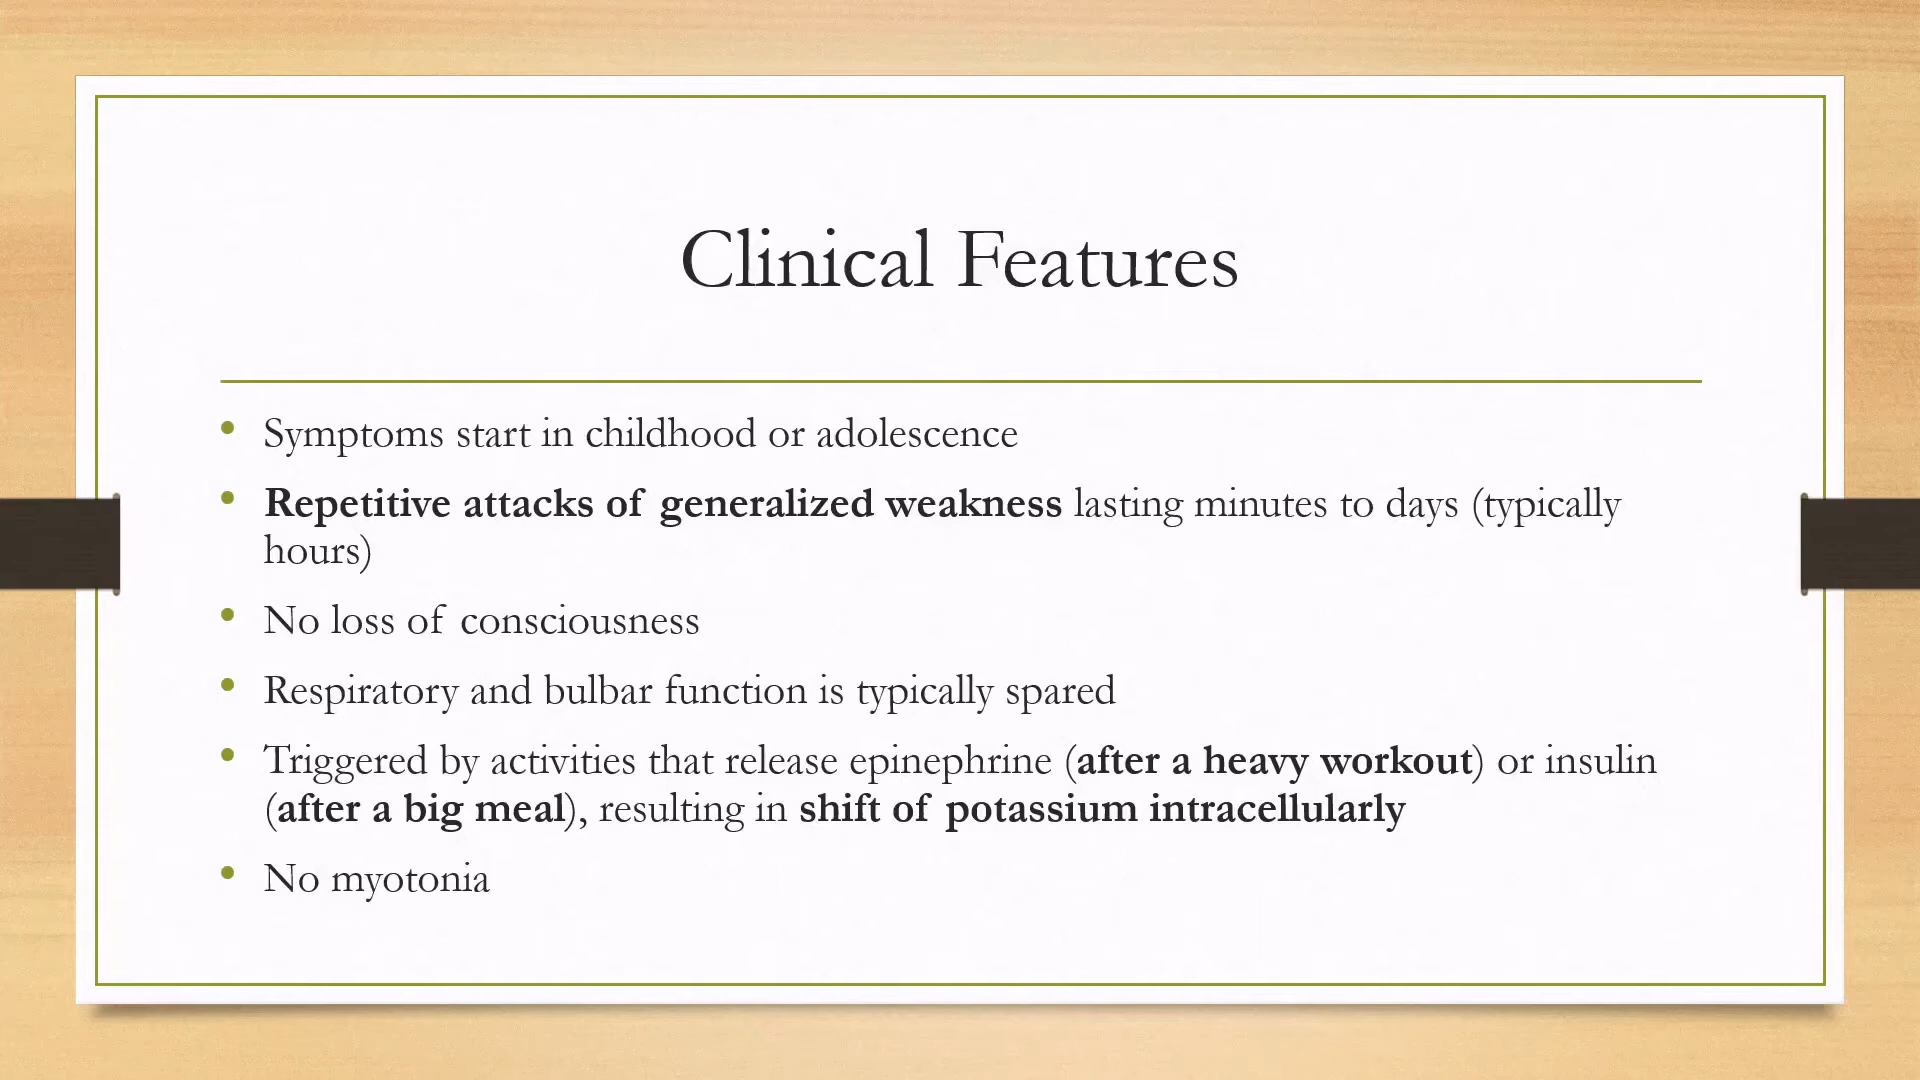 Clinical Features
• Symptoms start in childhood or adolescence
• Repetitive attacks of generalized weakness lasting minutes to days (typically
hours)
• No loss of consciousness
• Respiratory and bulbar function is typically spared
• Triggered by activities that release epinephrine (after a heavy workout) or insulin
(after a big meal), resulting in shift of potassium intracellularly
• No myotonia